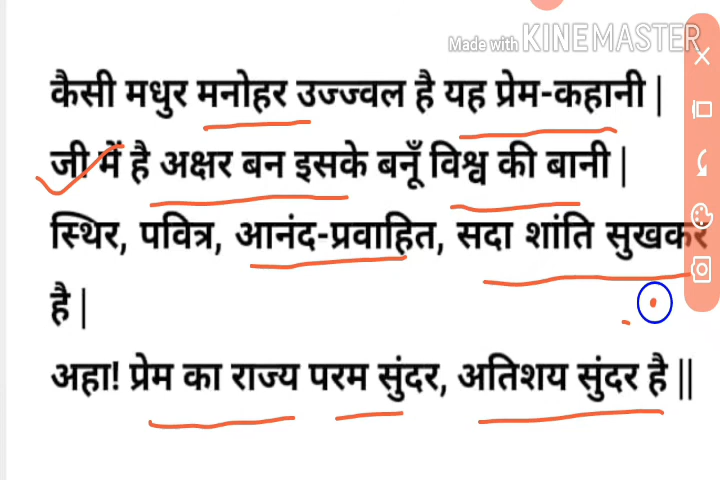 Made with KINEMASTER
कैसी मधुर मनोहर उज्ज्वल है यह प्रेम-कहानी |
जी में है अक्षर बन इसके बनूँ विश्व की बानी |
स्थिर, पवित्र, आनंद-प्रवाहित, सदा शांति सुखकर
है |
अहा! प्रेम का राज्य परम सुंदर, अतिशय सुंदर है ||